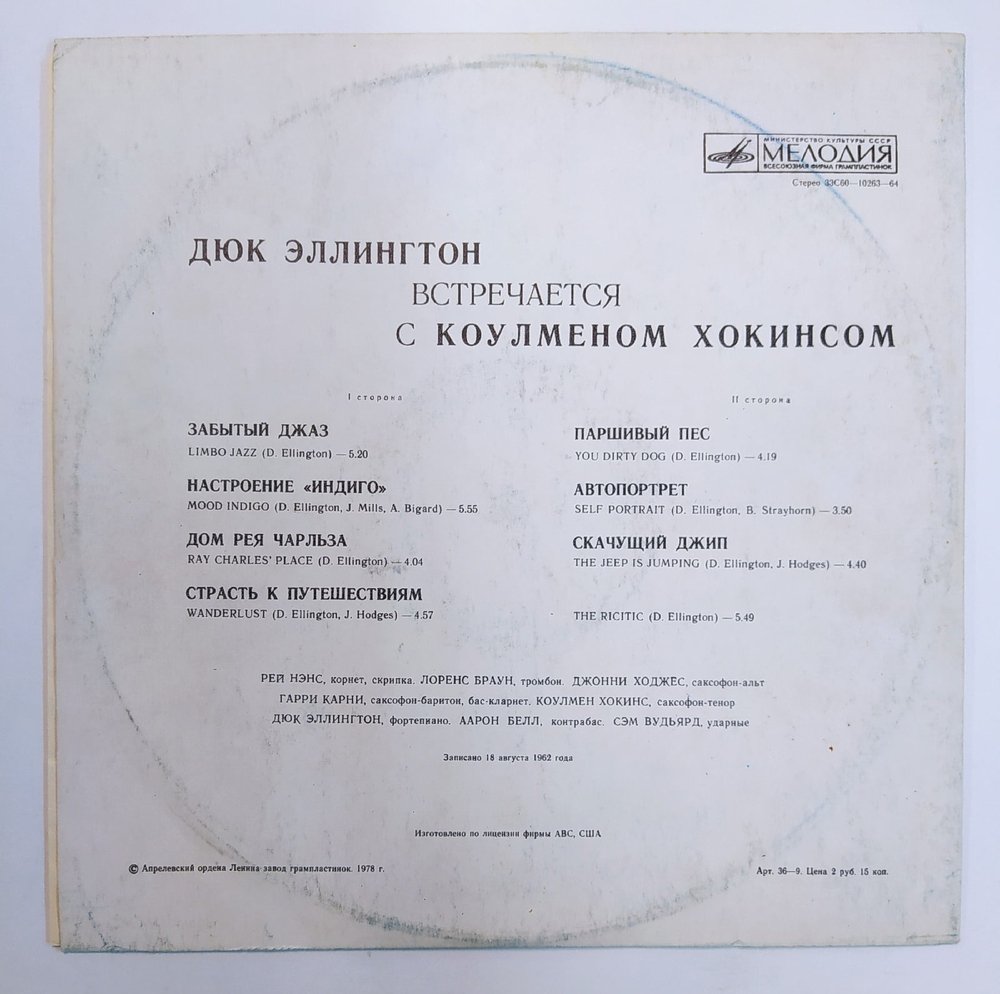 МИНИСТЕРСТВО КУЛЬТУРЫ СССР
МЕЛОДИЯ
ВСЕСОЮЗНАЯ ФИРМА ГРАМПЛАСТИНОК
Стерео 33С60—10263—64
ДЮК ЭЛЛИНГТОН
ВСТРЕЧАЕТСЯ
С КОУЛМЕНОМ ХОКИНСОМ
I сторона
ЗАБЫТЫЙ ДЖАЗ
LIMBO JAZZ (D. Ellington) — 5.20
НАСТРОЕНИЕ «ИНДИГО»
MOOD INDIGO (D. Ellington, J. Mills, A. Bigard) — 5.55
ДОМ РЕЯ ЧАРЛЬЗА
RAY CHARLES' PLACE (D. Ellington) — 4.04
СТРАСТЬ К ПУТЕШЕСТВИЯМ
WANDERLUST (D. Ellington, J. Hodges) — 4.57
II сторона
ПАРШИВЫЙ ПЕС
YOU DIRTY DOG (D. Ellington) — 4.19
АВТОПОРТРЕТ
SELF PORTRAIT (D. Ellington, B. Strayhorn) — 3.50
СКАЧУЩИЙ ДЖИП
THE JEEP IS JUMPING (D. Ellington, J. Hodges) — 4.40
THE RICITIC (D. Ellington) — 5.49
РЕЙ НЭНС, корнет, скрипка. ЛОРЕНС БРАУН, тромбон. ДЖОННИ ХОДЖЕС, саксофон-альт
ГАРРИ КАРНИ, саксофон-баритон, бас-кларнет. КОУЛМЕН ХОКИНС, саксофон-тенор
ДЮК ЭЛЛИНГТОН, фортепиано. ААРОН БЕЛЛ, контрабас. СЭМ ВУДЬЯРД, ударные
Записано 18 августа 1962 года
Изготовлено по лицензии фирмы ABC, США
© Апрелевский ордена Ленина завод грампластинок. 1978 г.
Арт. 36—9. Цена 2 руб. 15 коп.